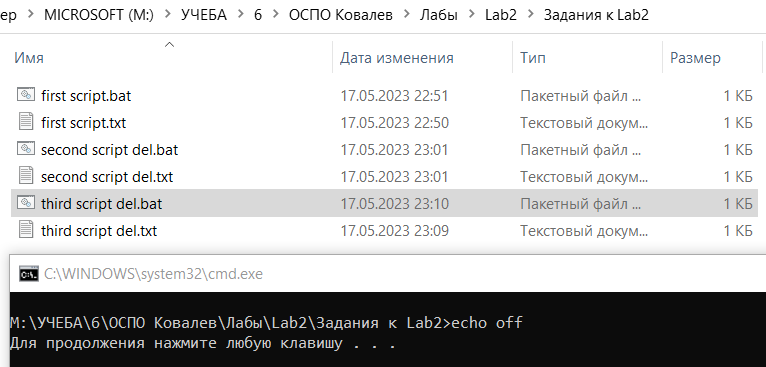 ер > MICROSOFT (M:) > УЧЕБА > 6 > ОСПО Ковалев > Лабы > Lab2 > Задания к Lab2
Имя Дата изменения Тип Размер
first script.bat 17.05.2023 22:51 Пакетный файл ... 1 КБ
first script.txt 17.05.2023 22:50 Текстовый докум... 1 КБ
second script del.bat 17.05.2023 23:01 Пакетный файл ... 1 КБ
second script del.txt 17.05.2023 23:01 Текстовый докум... 1 КБ
third script del.bat 17.05.2023 23:10 Пакетный файл ... 1 КБ
third script del.txt 17.05.2023 23:09 Текстовый докум... 1 КБ
C:\WINDOWS\system32\cmd.exe
M:\УЧЕБА\6\ОСПО Ковалев\Лабы\Lab2\Задания к Lab2>echo off
Для продолжения нажмите любую клавишу . . .